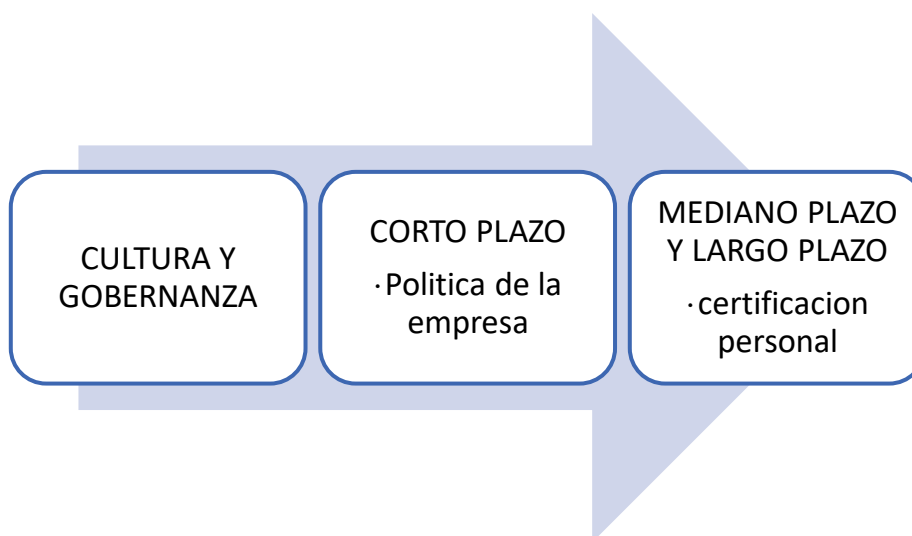 CULTURA Y
GOBERNANZA
CORTO PLAZO
·Politica de la
empresa
MEDIANO PLAZO
Y LARGO PLAZO
·certificacion
personal